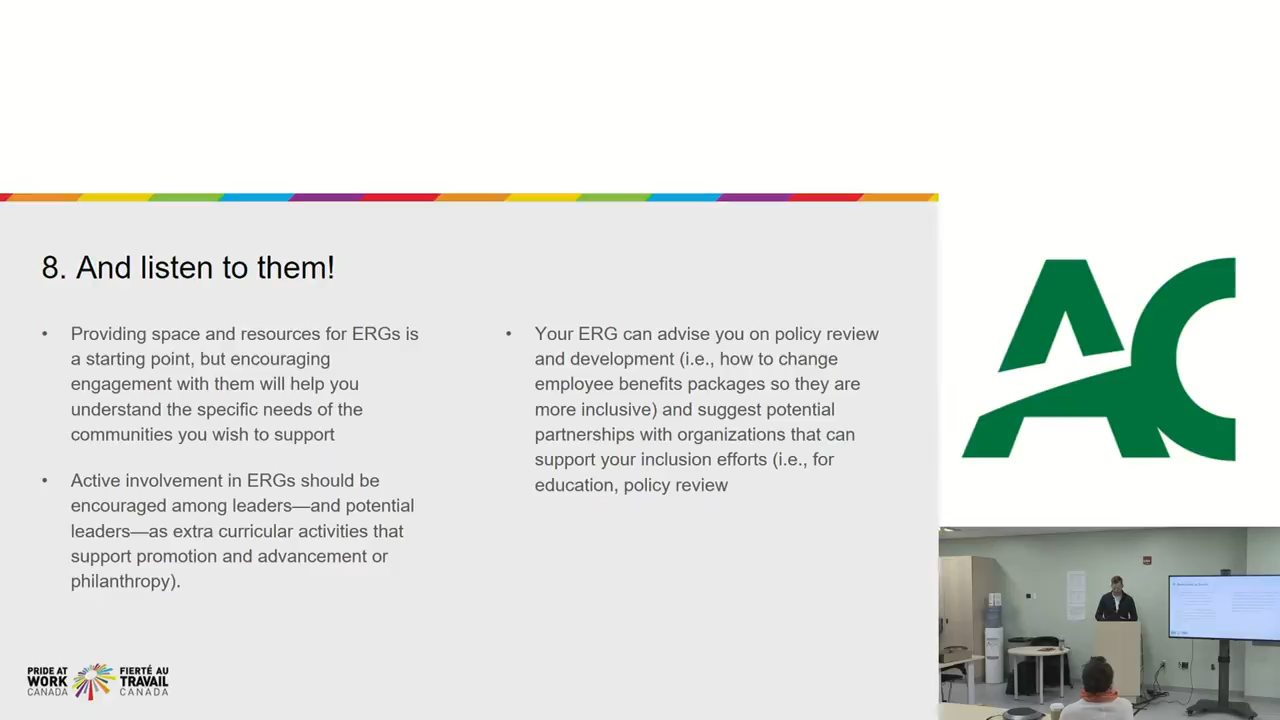 8. And listen to them!
• Providing space and resources for ERGs is
a starting point, but encouraging
engagement with them will help you
understand the specific needs of the
communities you wish to support
• Active involvement in ERGs should be
encouraged among leaders—and potential
leaders—as extra curricular activities that
support promotion and advancement or
philanthropy).
• Your ERG can advise you on policy review
and development (i.e., how to change
employee benefits packages so they are
more inclusive) and suggest potential
partnerships with organizations that can
support your inclusion efforts (i.e., for
education, policy review
PRIDE AT
WORK
CANADA
FIERTÉ AU
TRAVAIL
CANADA
AC